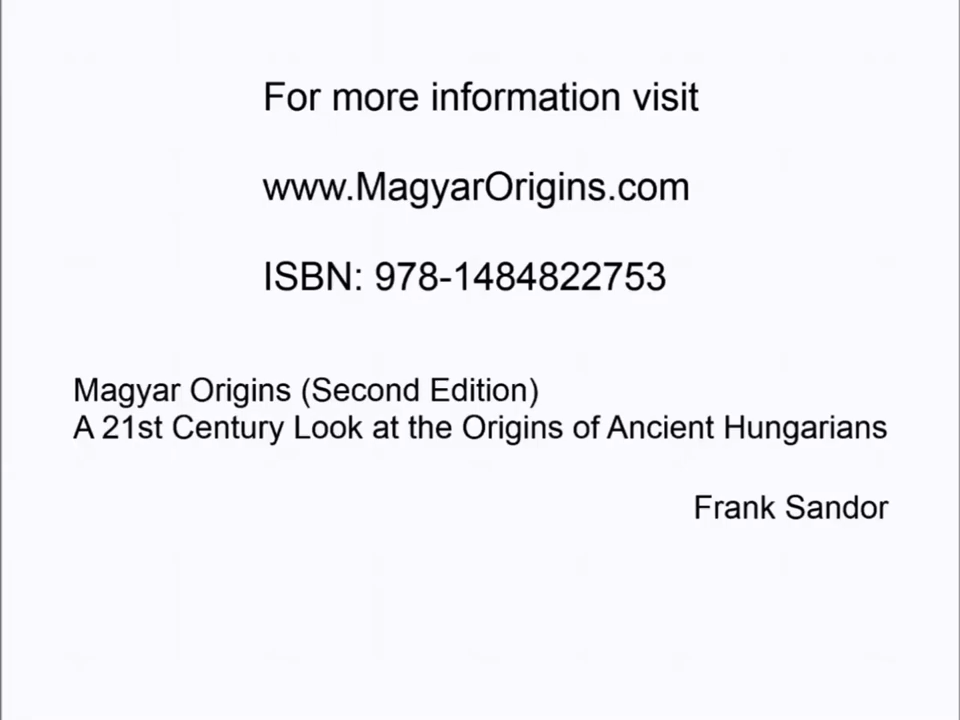 For more information visit
www.MagyarOrigins.com
ISBN: 978-1484822753
Magyar Origins (Second Edition)
A 21st Century Look at the Origins of Ancient Hungarians
Frank Sandor